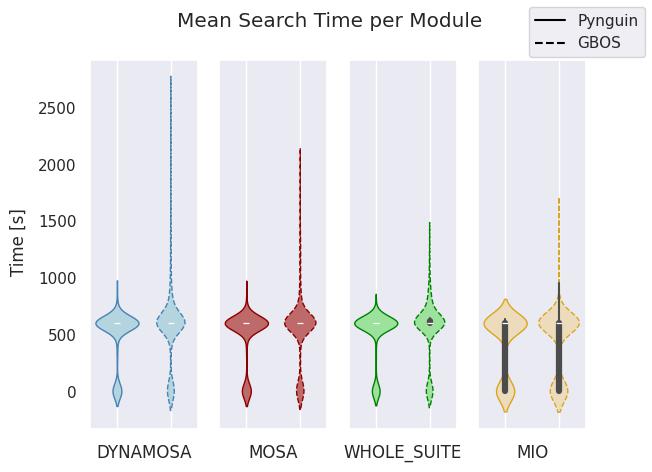 Mean Search Time per Module
Pynguin
GBOS
Time [s]
2500
2000
1500
1000
500
0
DYNAMOSA
MOSA
WHOLE_SUITE
MIO